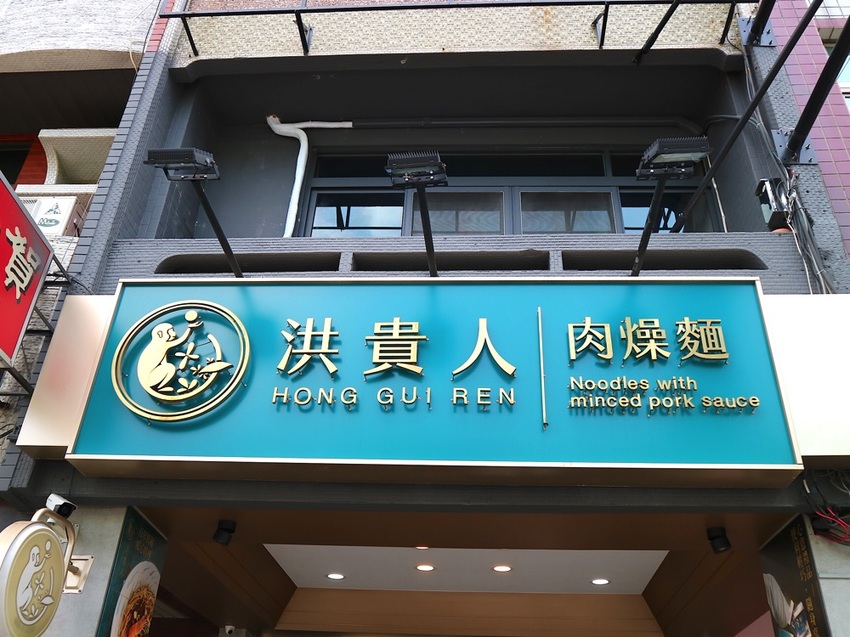 洪貴人
HONG GUI REN
肉燥麵
Noodles with
minced pork sauce